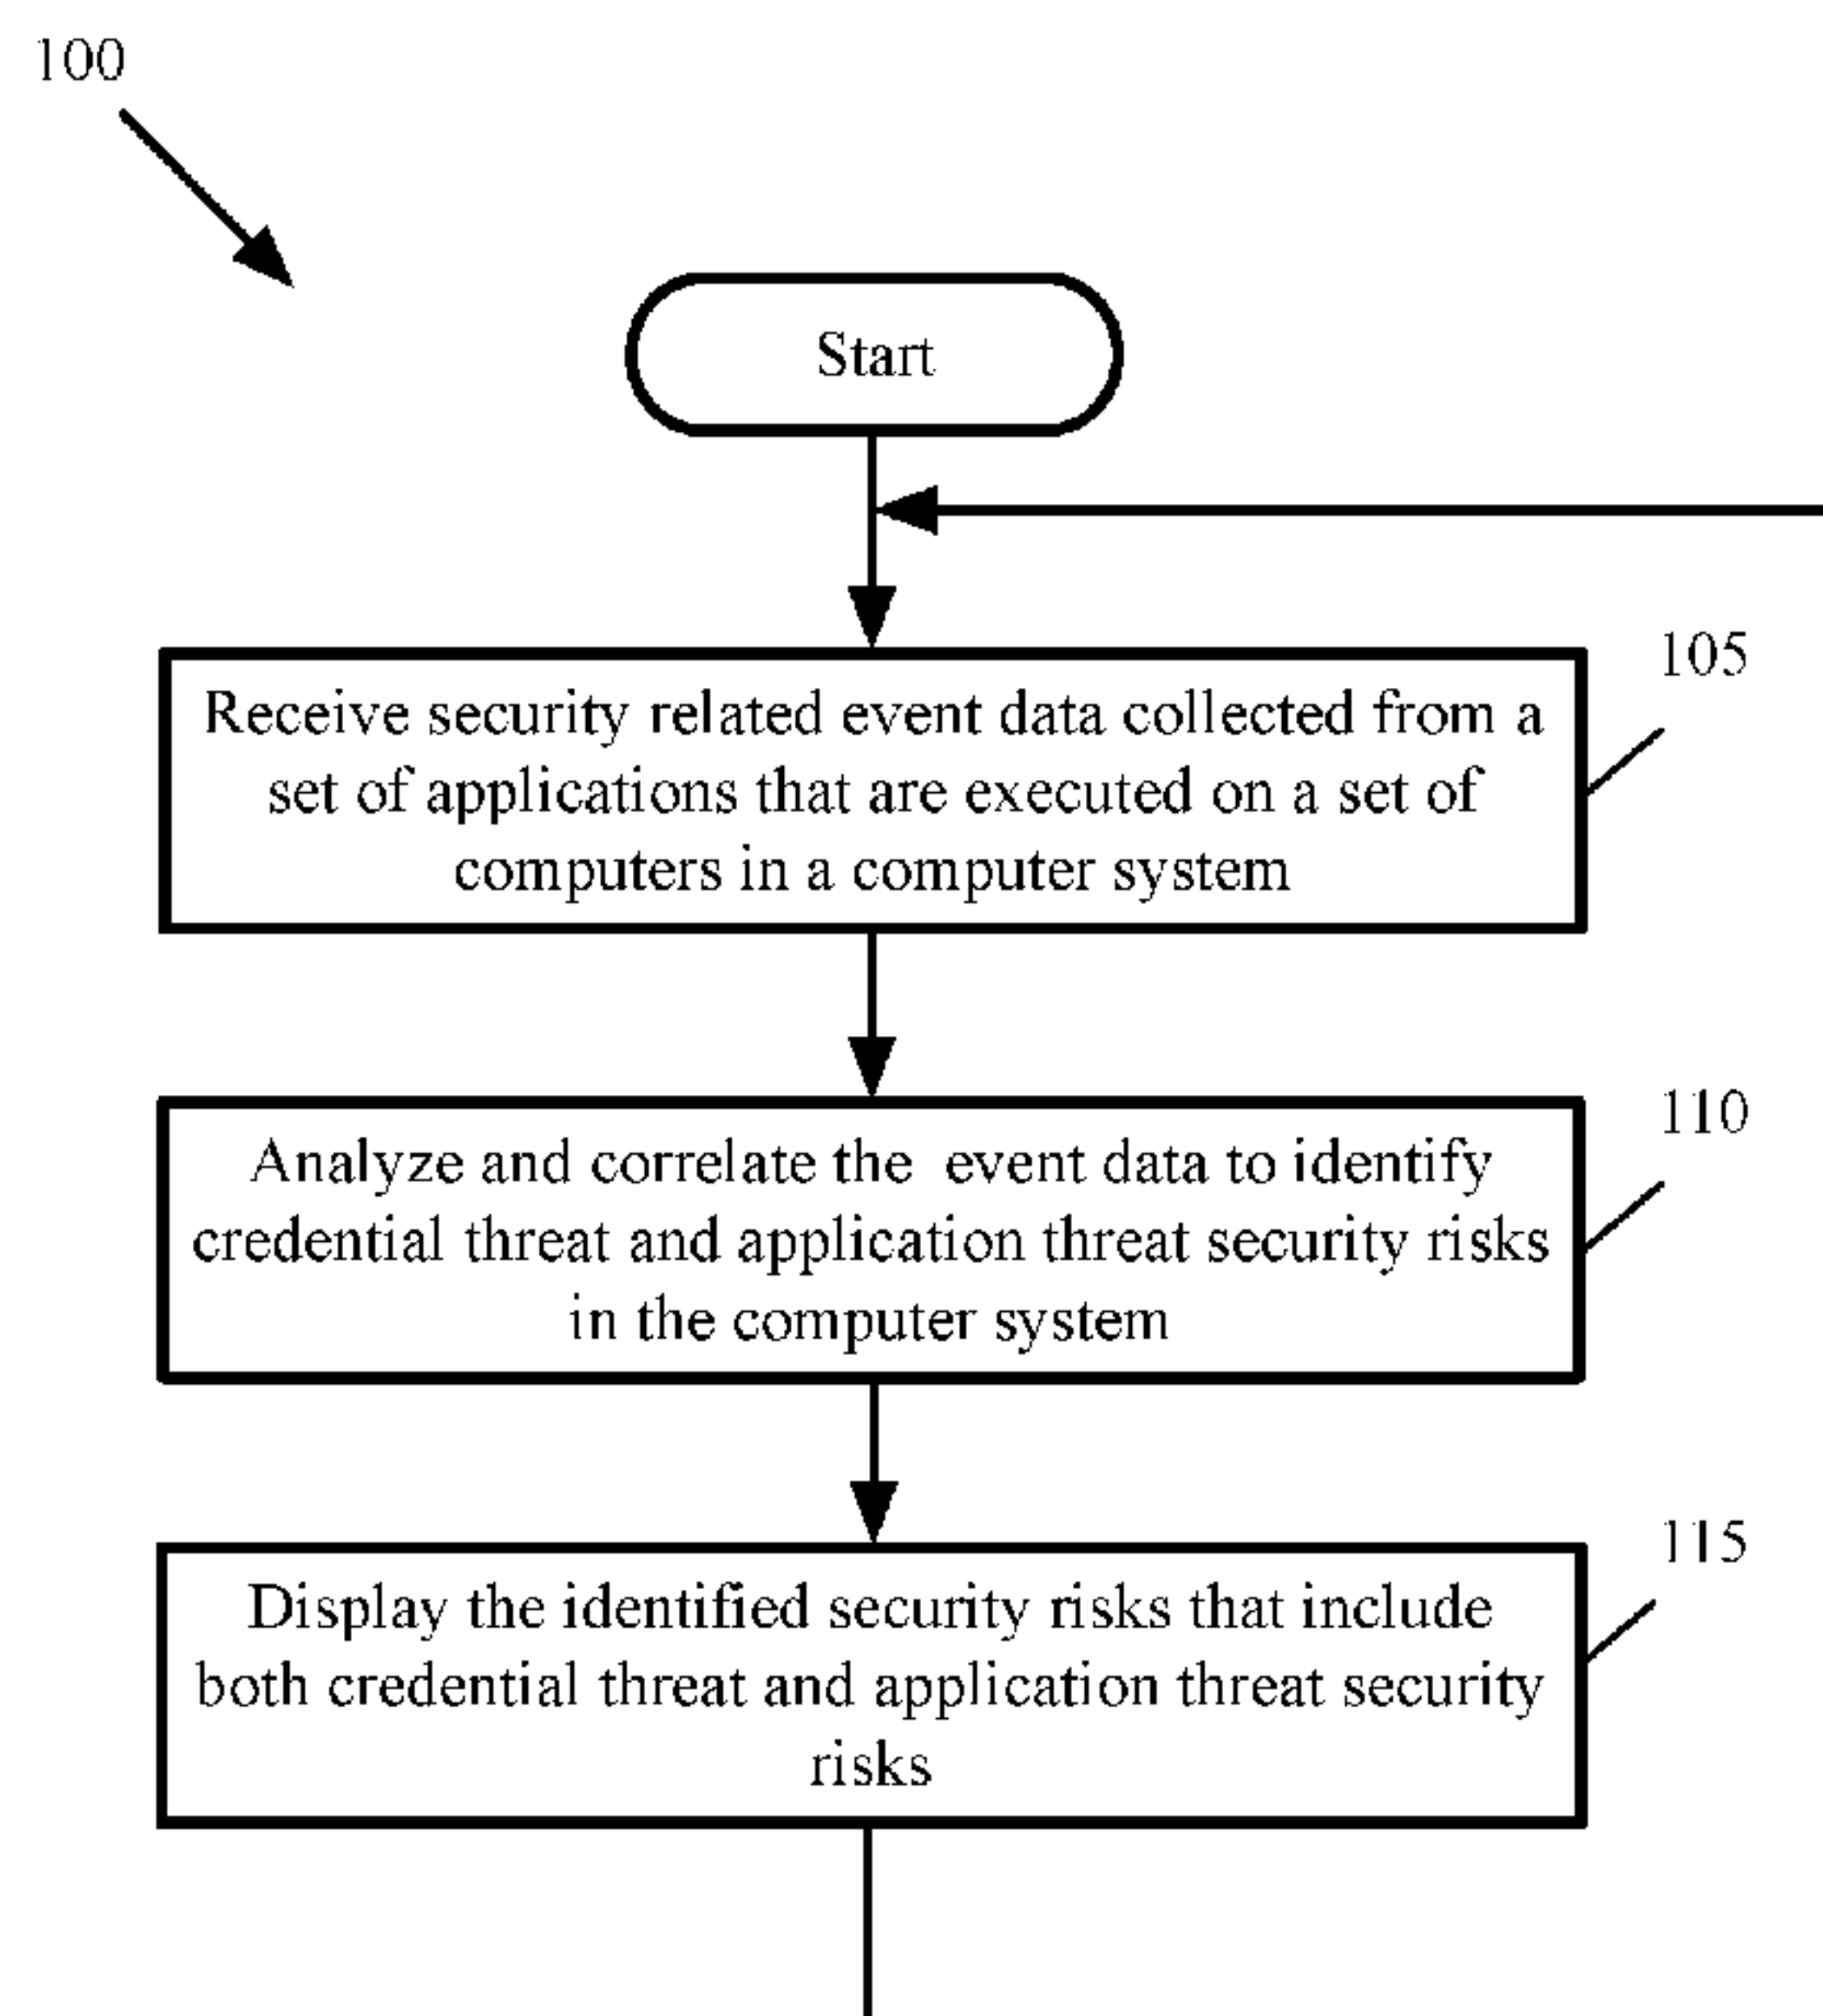 100
Start
105
Receive security related event data collected from a
set of applications that are executed on a set of
computers in a computer system
110
Analyze and correlate the event data to identify
credential threat and application threat security risks
in the computer system
115
Display the identified security risks that include
both credential threat and application threat security
risks